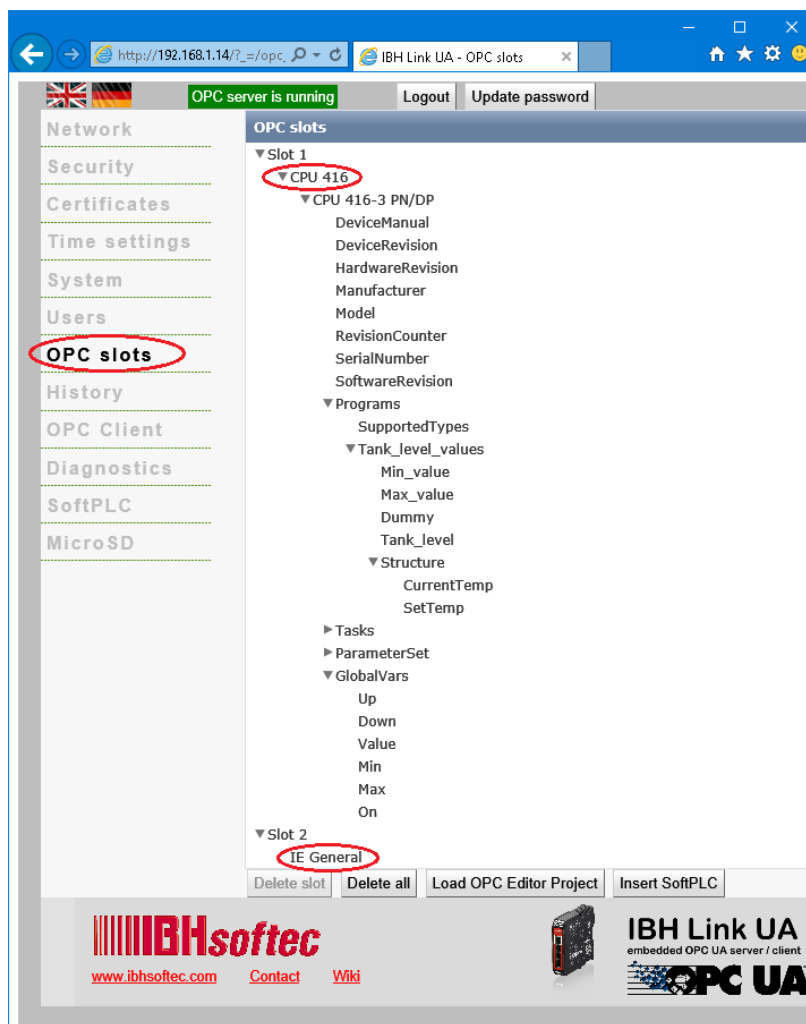 http://192.168.1.14/?_=/opc_
IBH Link UA - OPC slots
OPC server is running
Logout
Update password
Network
Security
Certificates
Time settings
System
Users
OPC slots
History
OPC Client
Diagnostics
SoftPLC
MicroSD
OPC slots
Slot 1
CPU 416
CPU 416-3 PN/DP
DeviceManual
DeviceRevision
HardwareRevision
Manufacturer
Model
RevisionCounter
SerialNumber
SoftwareRevision
Programs
SupportedTypes
Tank_level_values
Min_value
Max_value
Dummy
Tank_level
Structure
CurrentTemp
SetTemp
Tasks
ParameterSet
GlobalVars
Up
Down
Value
Min
Max
On
Slot 2
IE General
Delete slot
Delete all
Load OPC Editor Project
Insert SoftPLC
IBHsoftec
www.ibhsoftec.com
Contact
Wiki
IBH Link UA
embedded OPC UA server / client
OPC UA